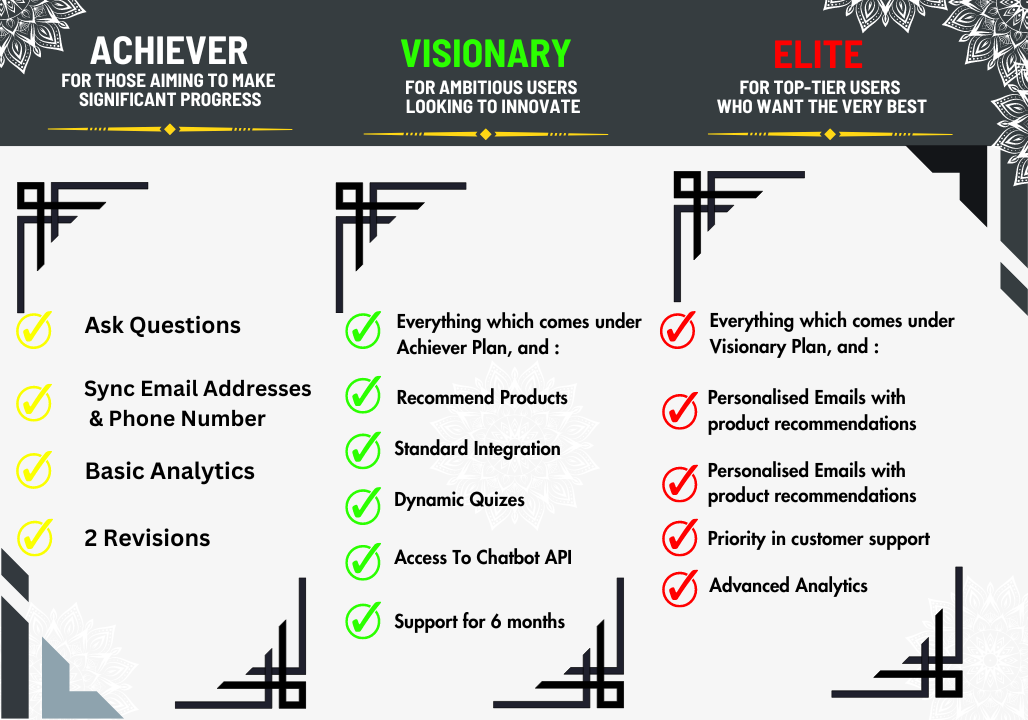 ACHIEVER
FOR THOSE AIMING TO MAKE
SIGNIFICANT PROGRESS
Ask Questions
Sync Email Addresses
& Phone Number
Basic Analytics
2 Revisions
VISIONARY
FOR AMBITIOUS USERS
LOOKING TO INNOVATE
Everything which comes under
Achiever Plan, and :
Recommend Products
Standard Integration
Dynamic Quizes
Access To Chatbot API
Support for 6 months
ELITE
FOR TOP-TIER USERS
WHO WANT THE VERY BEST
Everything which comes under
Visionary Plan, and :
Personalised Emails with
product recommendations
Personalised Emails with
product recommendations
Priority in customer support
Advanced Analytics